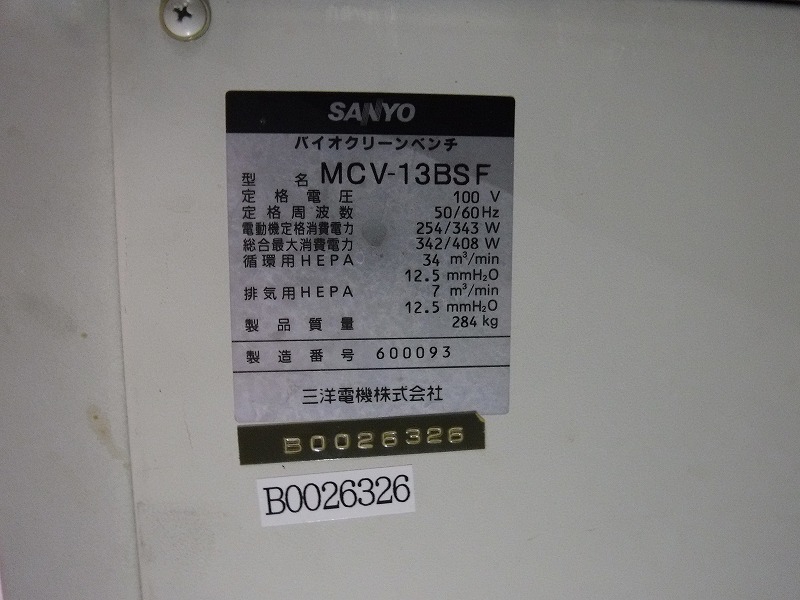 SANYO
バイオクリーンベンチ
型名 MCV-13BSF
定格電圧 100 V
定格周波数 50/60 Hz
電動機定格消費電力 254/343 W
総合最大消費電力 342/408 W
循環用HEPA 34 m³/min
12.5 mmH₂O
排気用HEPA 7 m³/min
12.5 mmH₂O
製品質量 284 kg
製造番号 600093
三洋電機株式会社
B0026326
B0026326